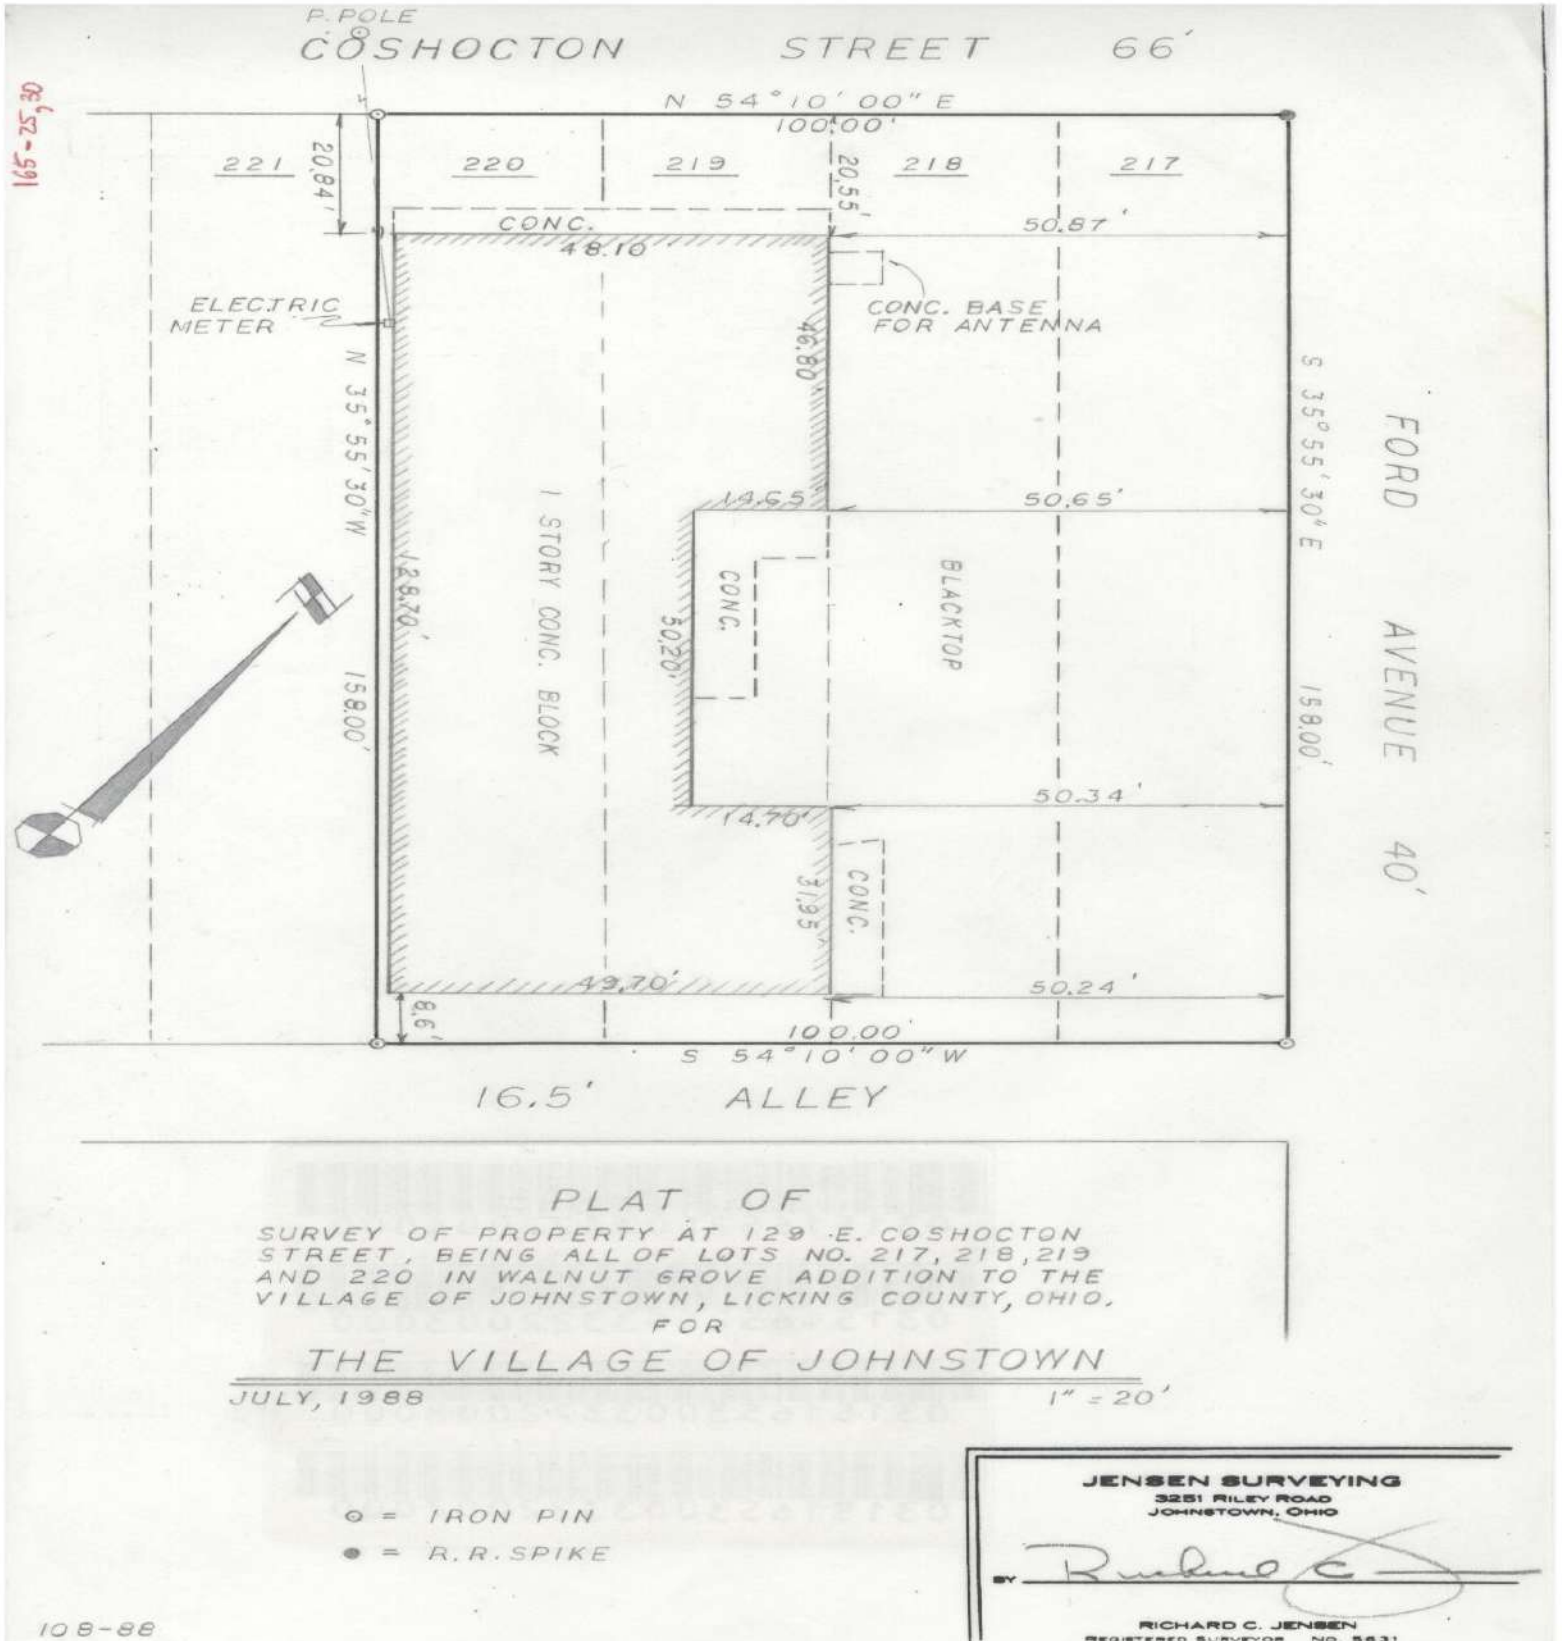 P. POLE
COSHOCTON STREET 66'
165-25,30
N 54°10'00" E
100.00'
221
20.84'
220
219
20.55'
218
217
CONC.
48.10
50.87'
ELECTRIC
METER
CONC. BASE
FOR ANTENNA
46.80'
N 35°55'30"W
158.00'
S 35°55'30"E
158.00'
FORD AVENUE 40'
14.65'
50.65'
128.70'
1 STORY CONC. BLOCK
CONC.
50.20'
BLACKTOP
14.70'
50.34'
31.95
CONC.
49.70'
50.24'
8.6'
100.00'
S 54°10'00" W
16.5' ALLEY
PLAT OF
SURVEY OF PROPERTY AT 129 E. COSHOCTON
STREET, BEING ALL OF LOTS NO. 217, 218, 219
AND 220 IN WALNUT GROVE ADDITION TO THE
VILLAGE OF JOHNSTOWN, LICKING COUNTY, OHIO.
FOR
THE VILLAGE OF JOHNSTOWN
JULY, 1988 1" = 20'
= IRON PIN
= R.R. SPIKE
JENSEN SURVEYING
3251 RILEY ROAD
JOHNSTOWN, OHIO
BY Richard C
RICHARD C. JENSEN
REGISTERED SURVEYOR NO. 5631
108-88